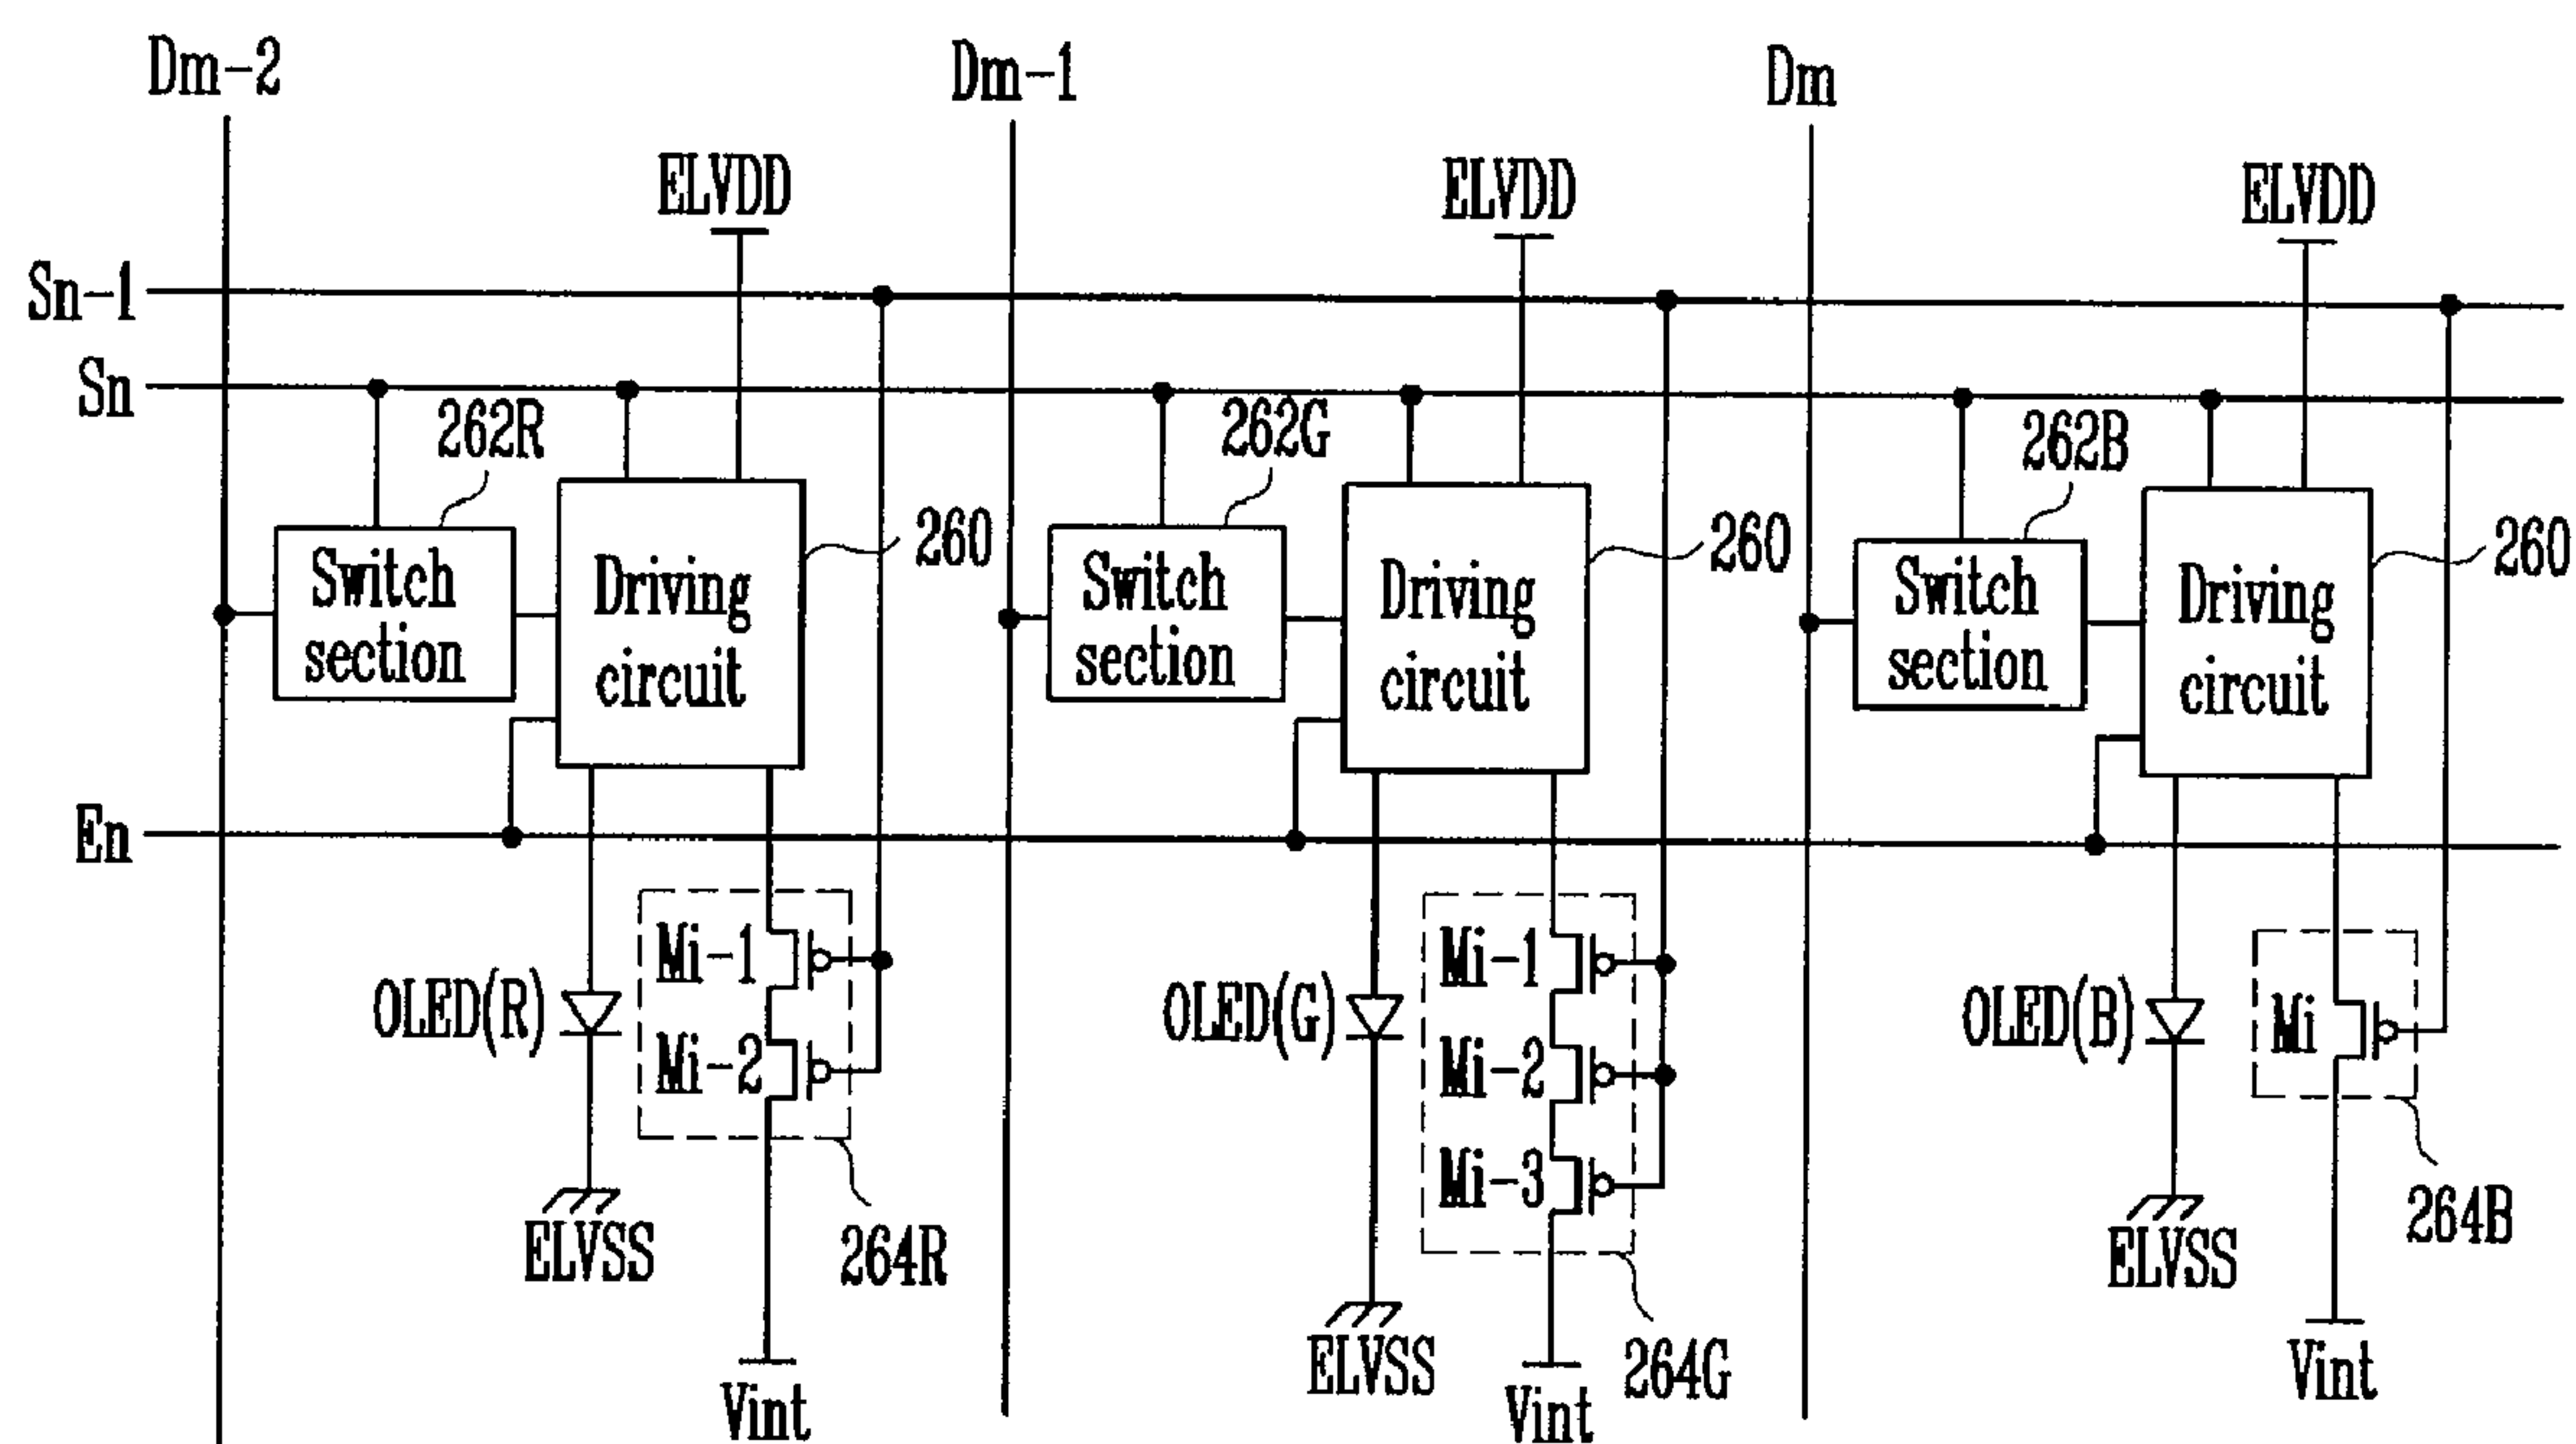 Dm-2
Dm-1
Dm
ELVDD
ELVDD
ELVDD
Sn-1
Sn
262R
262G
262B
260
260
260
Switch
section
Driving
circuit
Switch
section
Driving
circuit
Switch
section
Driving
circuit
En
Mi-1
Mi-2
OLED(R)
Mi-1
Mi-2
Mi-3
OLED(G)
Mi
OLED(B)
ELVSS
264R
Vint
ELVSS
264G
Vint
ELVSS
264B
Vint